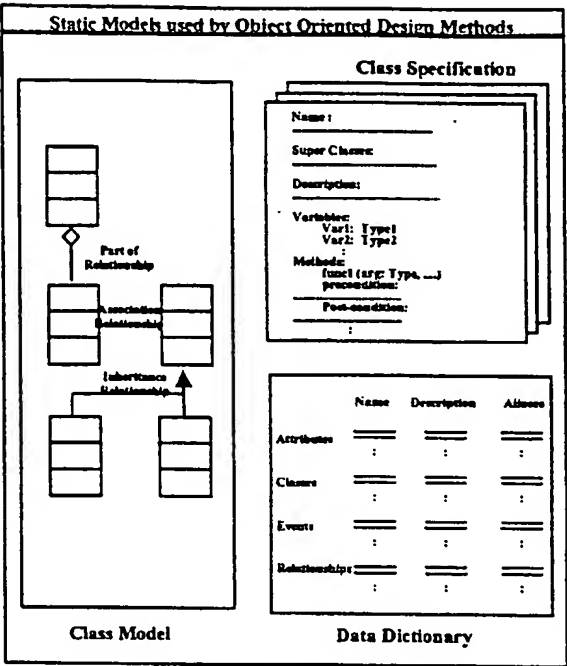 Static Models used by Object Oriented Design Methods
Class Specification
Name :
Super Classes:
Description:
Variables:
Var1: Type1
Var2: Type2
:
Methods:
func1 (arg: Type, ...)
precondition:
Post-condition:
:
Part of
Relationship
Association
Relationship
Inheritance
Relationship
Class Model
Name Description Aliases
Attributes
: : :
Classes
: : :
Events
: : :
Relationships
: : :
Data Dictionary